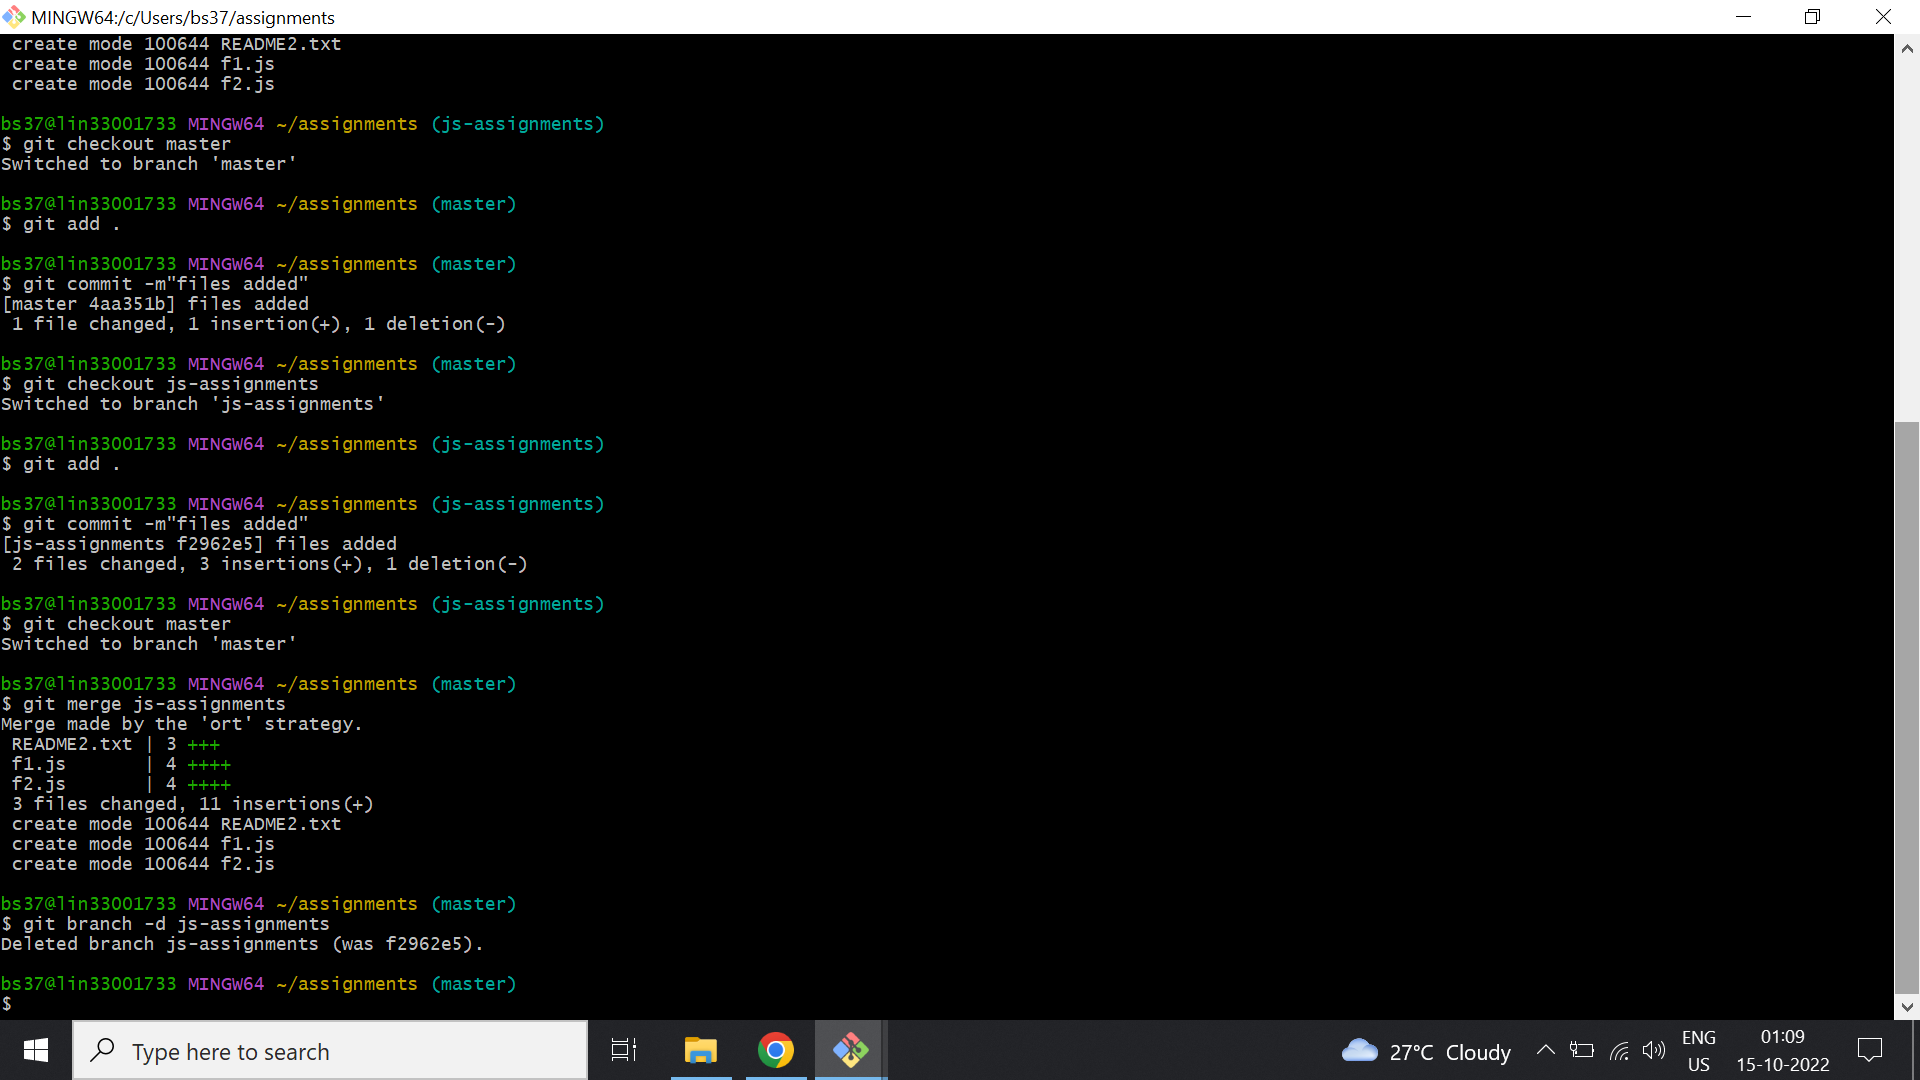 MINGW64:/c/Users/bs37/assignments
create mode 100644 README2.txt
create mode 100644 f1.js
create mode 100644 f2.js
bs37@lin33001733 MINGW64 ~/assignments (js-assignments)
$ git checkout master
Switched to branch 'master'
bs37@lin33001733 MINGW64 ~/assignments (master)
$ git add .
bs37@lin33001733 MINGW64 ~/assignments (master)
$ git commit -m"files added"
[master 4aa351b] files added
1 file changed, 1 insertion(+), 1 deletion(-)
bs37@lin33001733 MINGW64 ~/assignments (master)
$ git checkout js-assignments
Switched to branch 'js-assignments'
bs37@lin33001733 MINGW64 ~/assignments (js-assignments)
$ git add .
bs37@lin33001733 MINGW64 ~/assignments (js-assignments)
$ git commit -m"files added"
[js-assignments f2962e5] files added
2 files changed, 3 insertions(+), 1 deletion(-)
bs37@lin33001733 MINGW64 ~/assignments (js-assignments)
$ git checkout master
Switched to branch 'master'
bs37@lin33001733 MINGW64 ~/assignments (master)
$ git merge js-assignments
Merge made by the 'ort' strategy.
README2.txt | 3 +++
f1.js | 4 ++++
f2.js | 4 ++++
3 files changed, 11 insertions(+)
create mode 100644 README2.txt
create mode 100644 f1.js
create mode 100644 f2.js
bs37@lin33001733 MINGW64 ~/assignments (master)
$ git branch -d js-assignments
Deleted branch js-assignments (was f2962e5).
bs37@lin33001733 MINGW64 ~/assignments (master)
$
Type here to search
27°C Cloudy
ENG
US
01:09
15-10-2022